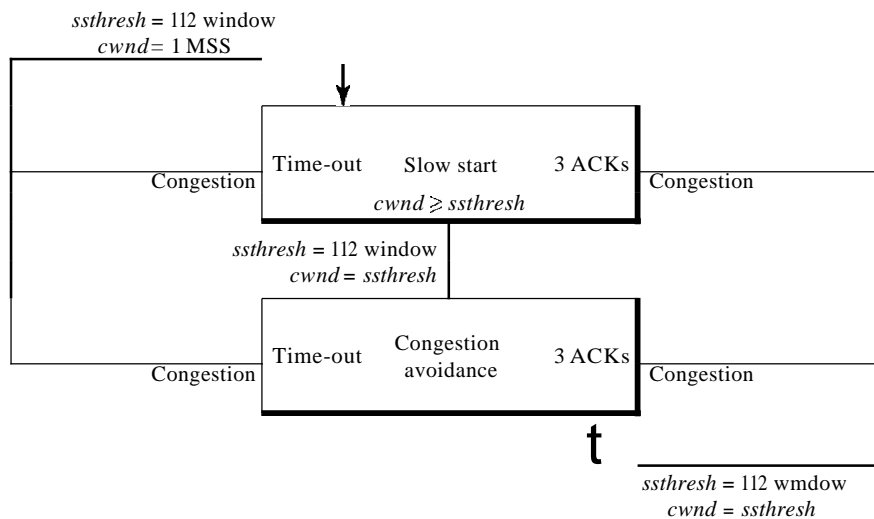 ssthresh = 112 window
cwnd = 1 MSS
Time-out Slow start 3 ACKs
Congestion Congestion
cwnd ⩾ ssthresh
ssthresh = 112 window
cwnd = ssthresh
Time-out Congestion avoidance 3 ACKs
Congestion Congestion
t
ssthresh = 112 wmdow
cwnd = ssthresh